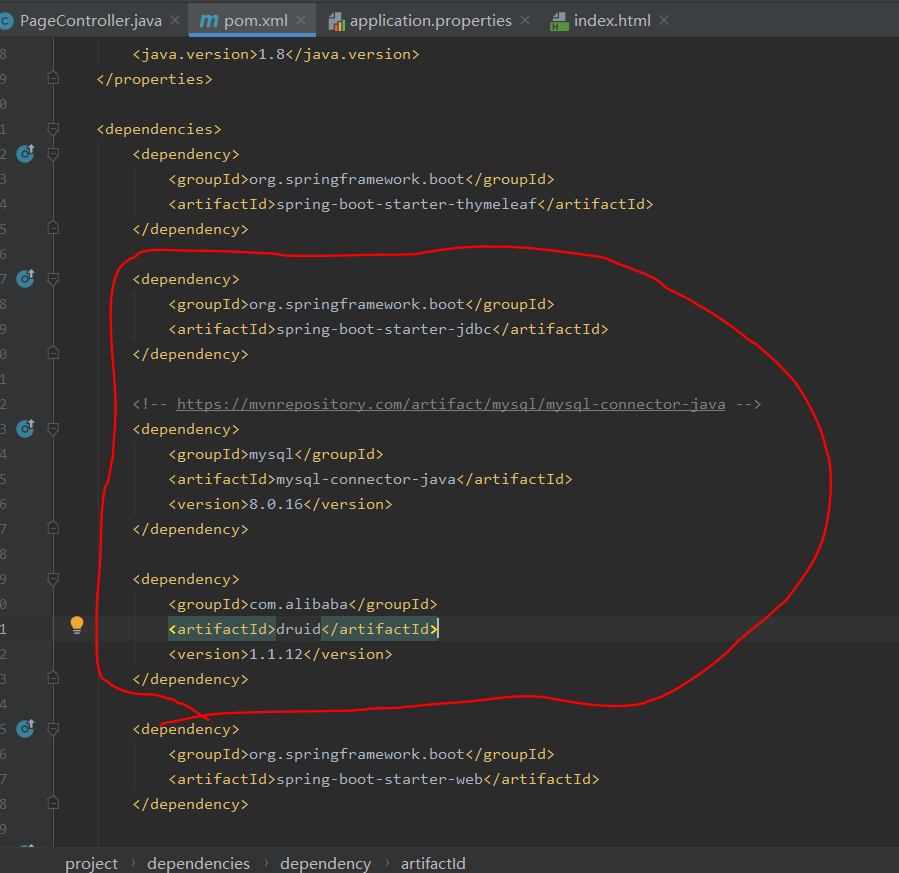 PageController.java pom.xml application.properties index.html
8 <java.version>1.8</java.version>
9 </properties>
0
1 <dependencies>
2 <dependency>
3 <groupId>org.springframework.boot</groupId>
4 <artifactId>spring-boot-starter-thymeleaf</artifactId>
5 </dependency>
6
7 <dependency>
8 <groupId>org.springframework.boot</groupId>
9 <artifactId>spring-boot-starter-jdbc</artifactId>
0 </dependency>
1
2 <!-- https://mvnrepository.com/artifact/mysql/mysql-connector-java -->
3 <dependency>
4 <groupId>mysql</groupId>
5 <artifactId>mysql-connector-java</artifactId>
6 <version>8.0.16</version>
7 </dependency>
8
9 <dependency>
0 <groupId>com.alibaba</groupId>
1 <artifactId>druid</artifactId>
2 <version>1.1.12</version>
3 </dependency>
4
5 <dependency>
6 <groupId>org.springframework.boot</groupId>
7 <artifactId>spring-boot-starter-web</artifactId>
8 </dependency>
9
project › dependencies › dependency › artifactId